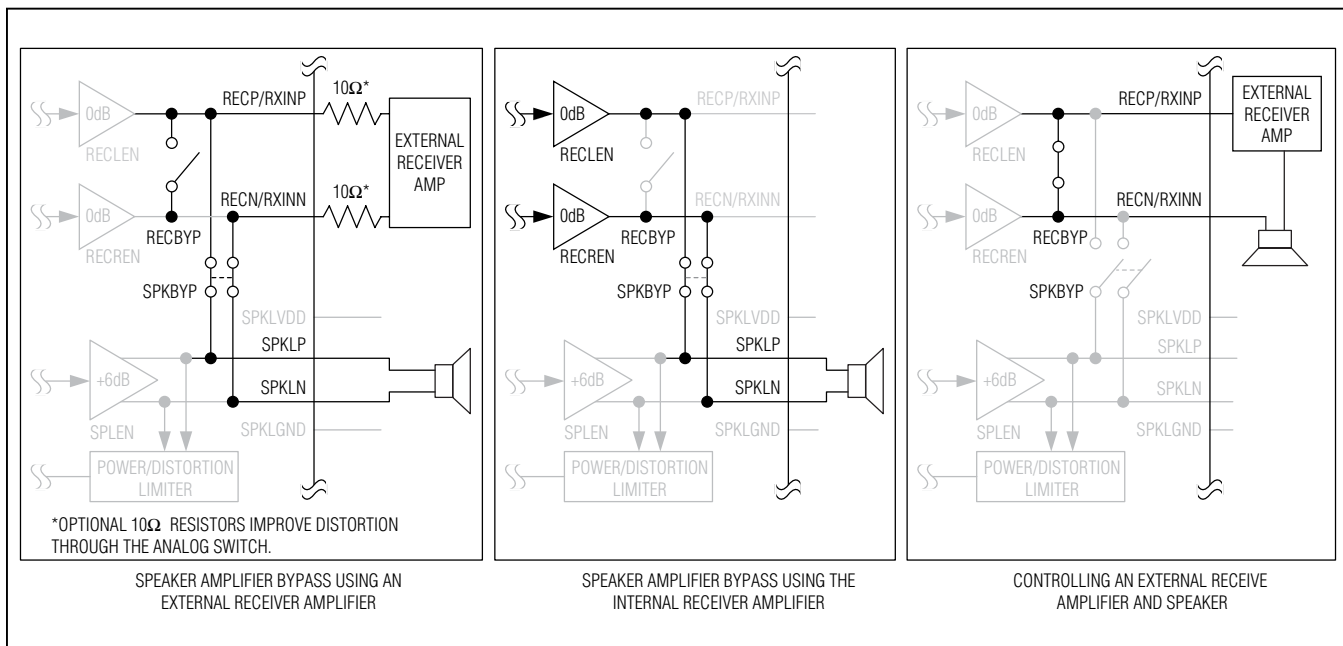 0dB
RECLEN
RECP/RXINP
10Ω*
EXTERNAL
RECEIVER
AMP
0dB
RECREN
RECBYP
RECN/RXINN
10Ω*
SPKBYP
SPKLVDD
SPKLP
+6dB
SPKLN
SPLEN
SPKLGND
POWER/DISTORTION
LIMITER
*OPTIONAL 10Ω RESISTORS IMPROVE DISTORTION
THROUGH THE ANALOG SWITCH.
SPEAKER AMPLIFIER BYPASS USING AN
EXTERNAL RECEIVER AMPLIFIER
0dB
RECLEN
RECP/RXINP
0dB
RECREN
RECBYP
RECN/RXINN
SPKBYP
SPKLVDD
SPKLP
+6dB
SPKLN
SPLEN
SPKLGND
POWER/DISTORTION
LIMITER
SPEAKER AMPLIFIER BYPASS USING THE
INTERNAL RECEIVER AMPLIFIER
0dB
RECLEN
RECP/RXINP
EXTERNAL
RECEIVER
AMP
0dB
RECREN
RECBYP
RECN/RXINN
SPKBYP
SPKLVDD
SPKLP
+6dB
SPKLN
SPLEN
SPKLGND
POWER/DISTORTION
LIMITER
CONTROLLING AN EXTERNAL RECEIVE
AMPLIFIER AND SPEAKER